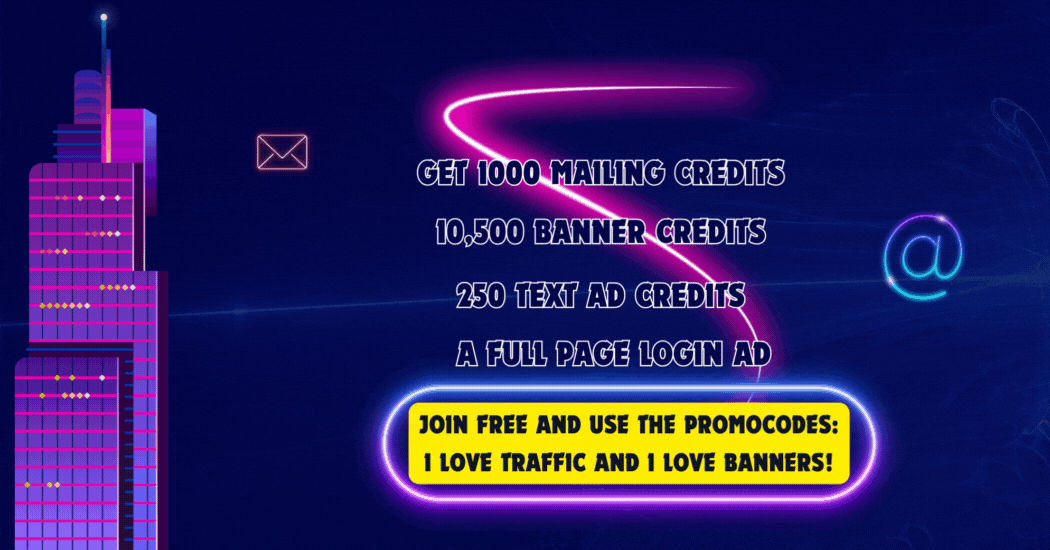 GET 1000 MAILING CREDITS
10,500 BANNER CREDITS
250 TEXT AD CREDITS
A FULL PAGE LOGIN AD
JOIN FREE AND USE THE PROMOCODES:
I LOVE TRAFFIC AND I LOVE BANNERS!
@